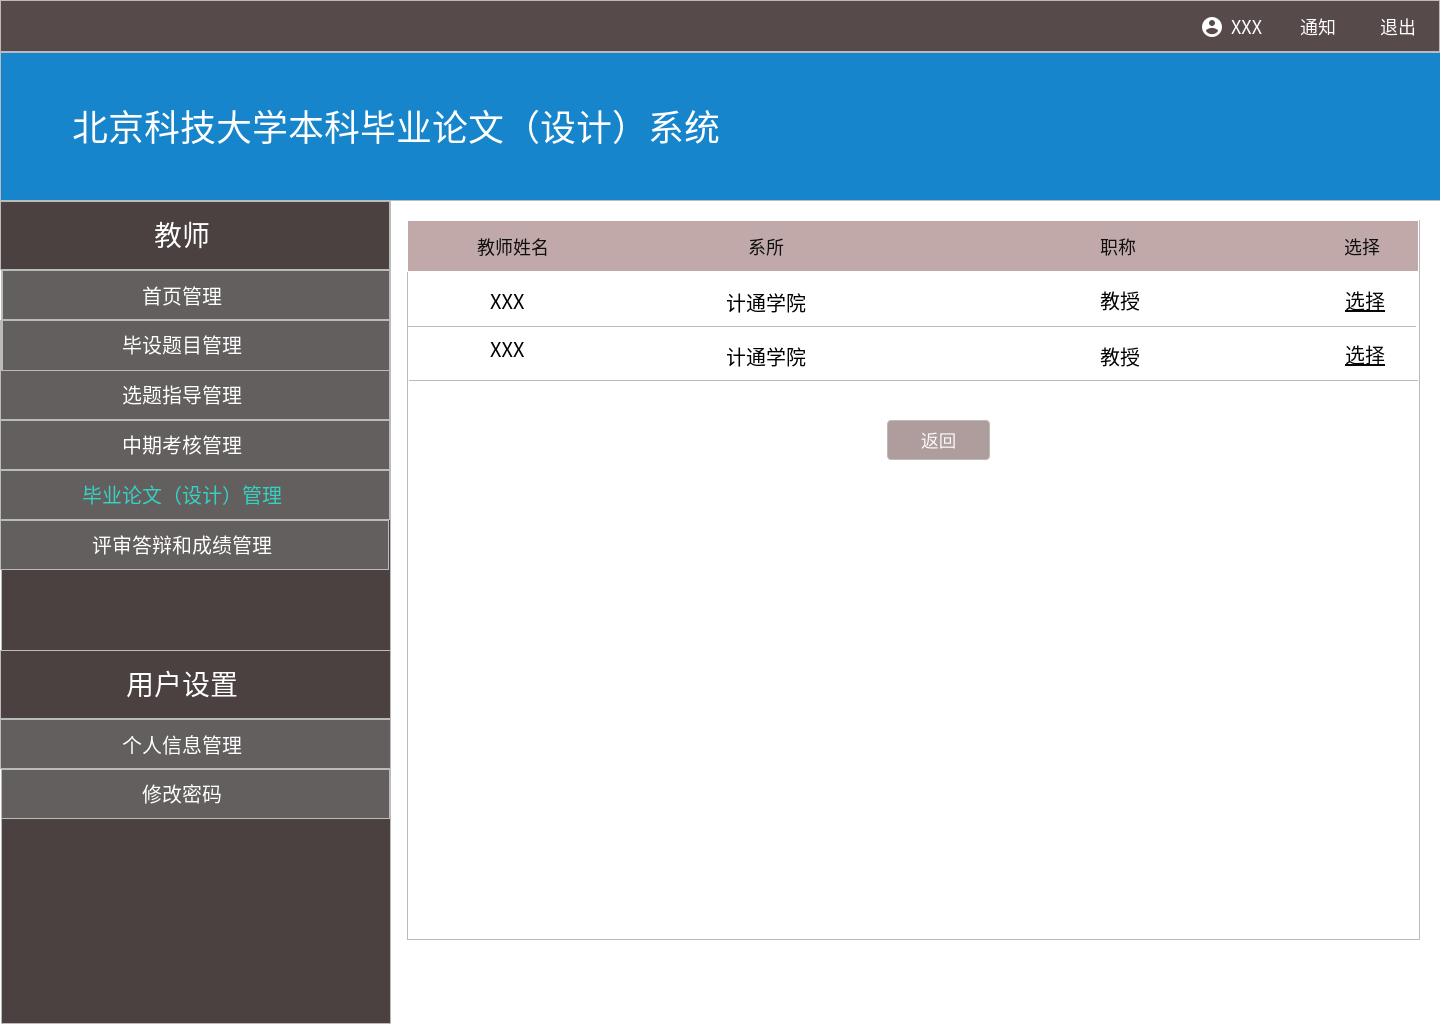 XXX 通知 退出
北京科技大学本科毕业论文（设计）系统
教师
首页管理
毕设题目管理
选题指导管理
中期考核管理
毕业论文（设计）管理
评审答辩和成绩管理
用户设置
个人信息管理
修改密码
教师姓名 系所 职称 选择
XXX 计通学院 教授 选择
XXX 计通学院 教授 选择
返回